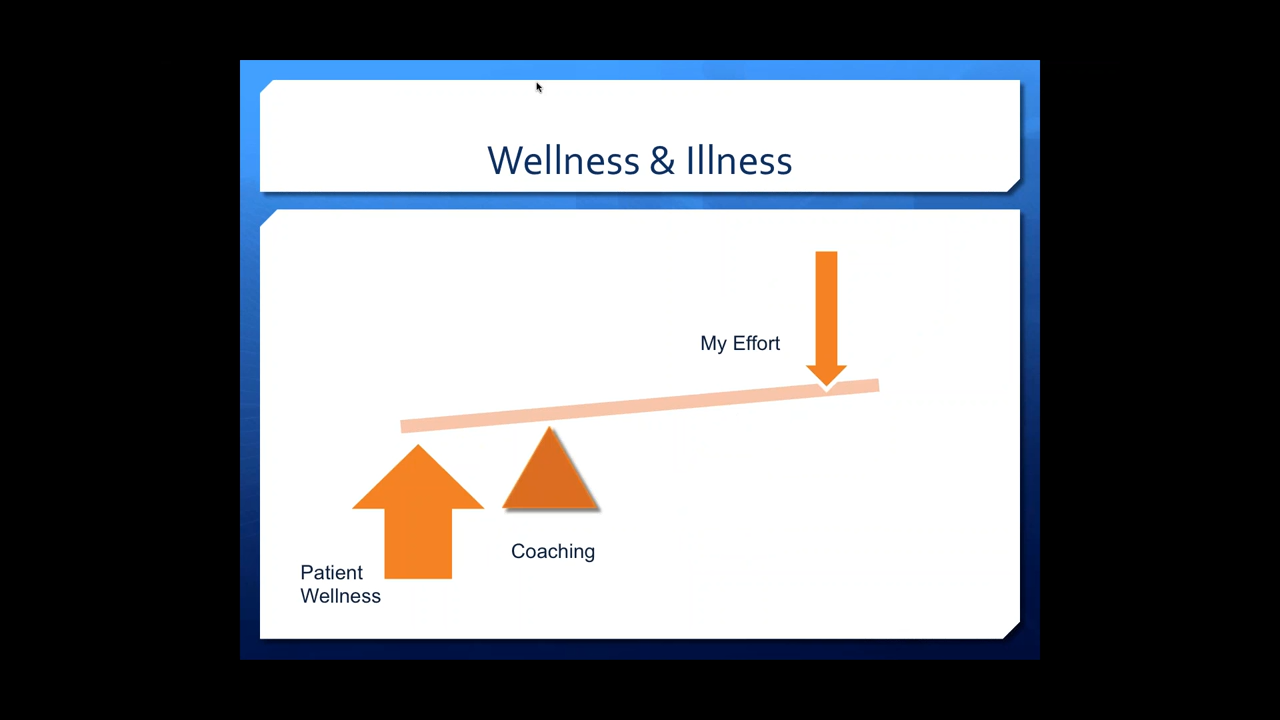 Wellness & Illness
My Effort
Coaching
Patient
Wellness